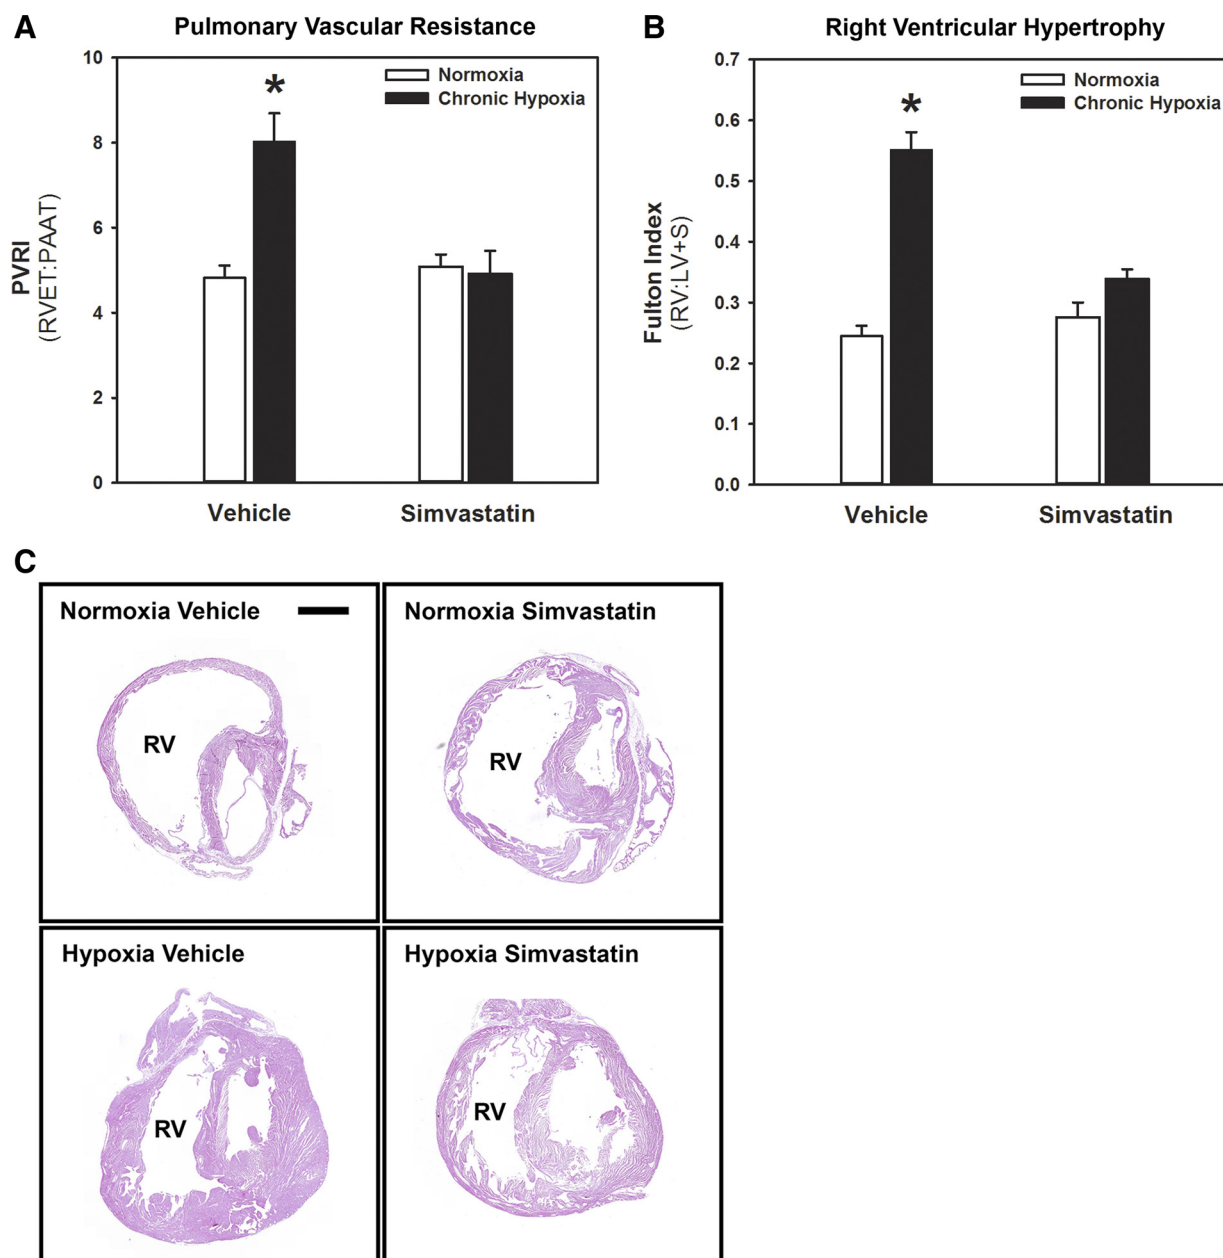 A
Pulmonary Vascular Resistance
10
8
6
4
2
0
PVRI
(RVET:PAAT)
Normoxia
Chronic Hypoxia
*
Vehicle
Simvastatin
B
Right Ventricular Hypertrophy
0.7
0.6
0.5
0.4
0.3
0.2
0.1
0.0
Fulton Index
(RV:LV+S)
Normoxia
Chronic Hypoxia
*
Vehicle
Simvastatin
C
Normoxia Vehicle
RV
Normoxia Simvastatin
RV
Hypoxia Vehicle
RV
Hypoxia Simvastatin
RV